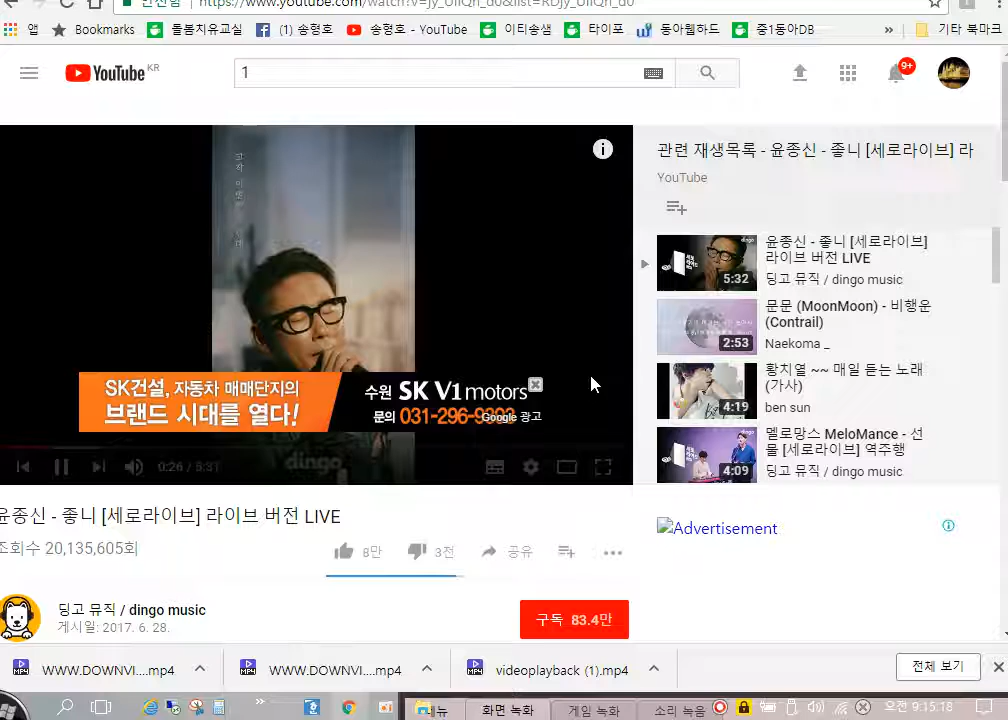 안전함
https://www.youtube.com/watch?v=jy_UiIQn_d0&list=RDjy_UiIQn_d0
앱
Bookmarks
돌봄치유교실
(1) 송형호
송형호 - YouTube
이티송샘
타이포
동아웹하드
중1동아DB
»
기타 북마크
YouTube KR
1
9+
관련 재생목록 - 윤종신 - 좋니 [세로라이브] 라
YouTube
SK건설, 자동차 매매단지의
브랜드 시대를 열다!
수원 SK V1 motors
문의 031-296-9393
Google 광고
0:26 / 5:31
dingo
윤종신 - 좋니 [세로라이브]
라이브 버전 LIVE
딩고 뮤직 / dingo music
5:32
문문 (MoonMoon) - 비행운
(Contrail)
Naekoma _
2:53
황치열 ~~ 매일 듣는 노래
(가사)
ben sun
4:19
멜로망스 MeloMance - 선
물 [세로라이브] 역주행
딩고 뮤직 / dingo music
4:09
윤종신 - 좋니 [세로라이브] 라이브 버전 LIVE
조회수 20,135,605회
8만
3천
공유
Advertisement
딩고 뮤직 / dingo music
게시일: 2017. 6. 28.
구독 83.4만
WWW.DOWNVI....mp4
WWW.DOWNVI....mp4
videoplayback (1).mp4
전체 보기
메뉴
화면 녹화
게임 녹화
소리 녹음
오전 9:15:18